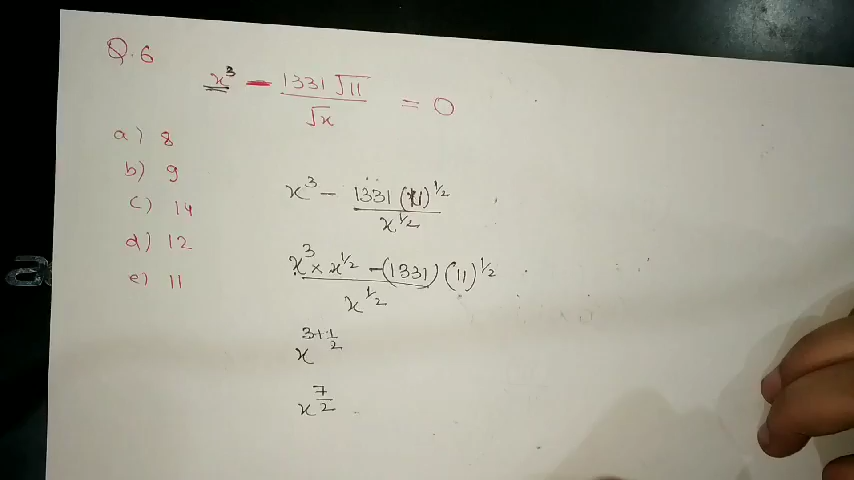 Q.6
x³ - 1331√11 / √x = 0
a) 8
b) 9
c) 14
d) 12
e) 11
x³ - 1331(11)^1/2 / x^1/2
x³ × x^1/2 - (1331)(11)^1/2 / x^1/2
x^3+1/2
x^7/2